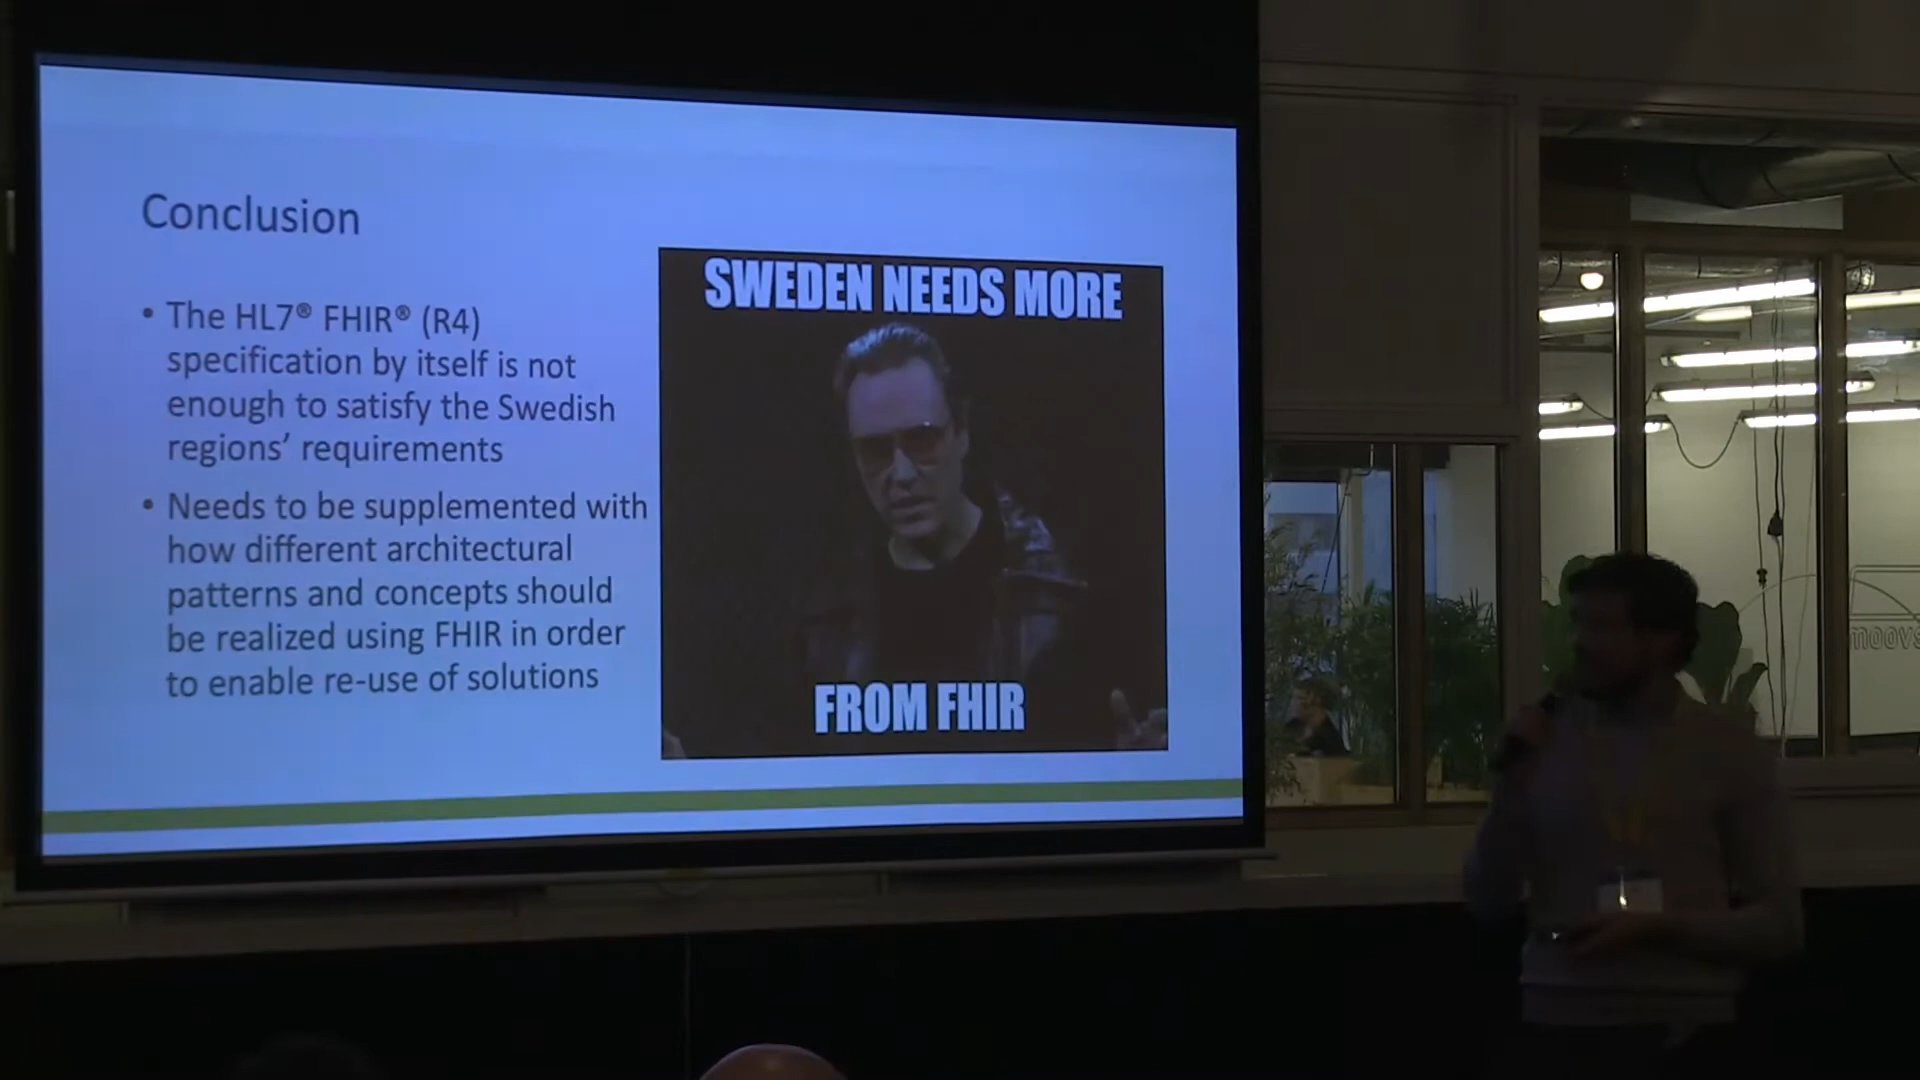 Conclusion
• The HL7® FHIR® (R4)
specification by itself is not
enough to satisfy the Swedish
regions’ requirements
• Needs to be supplemented with
how different architectural
patterns and concepts should
be realized using FHIR in order
to enable re-use of solutions
SWEDEN NEEDS MORE
FROM FHIR